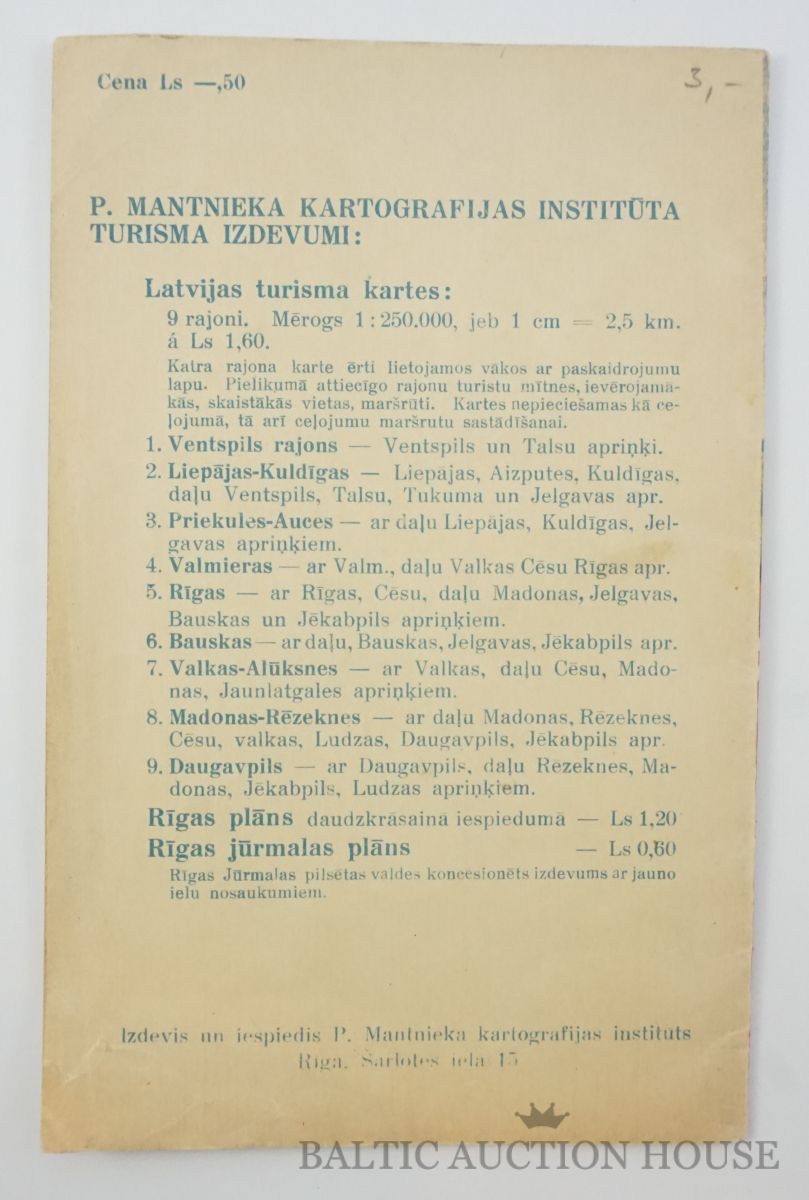 Cena Ls —,50
3,-
P. MANTNIEKA KARTOGRAFIJAS INSTITŪTA
TURISMA IZDEVUMI:
Latvijas turisma kartes:
9 rajoni. Mērogs 1:250.000, jeb 1 cm = 2,5 km.
á Ls 1,60.
Katra rajona karte ērti lietojamos vākos ar paskaidrojumu
lapu. Pielikumā attiecīgo rajonu turistu mītnes, ievērojamā-
kās, skaistākās vietas, maršrūti. Kartes nepieciešamas kā ce-
ļojumā, tā arī ceļojumu maršrutu sastādīšanai.
1. Ventspils rajons — Ventspils un Talsu apriņķi.
2. Liepājas-Kuldīgas — Liepājas, Aizputes, Kuldīgas,
daļu Ventspils, Talsu, Tukuma un Jelgavas apr.
3. Priekules-Auces — ar daļu Liepājas, Kuldīgas, Jel-
gavas apriņķiem.
4. Valmieras — ar Valm., daļu Valkas Cēsu Rīgas apr.
5. Rīgas — ar Rīgas, Cēsu, daļu Madonas, Jelgavas,
Bauskas un Jēkabpils apriņķiem.
6. Bauskas — ar daļu, Bauskas, Jelgavas, Jēkabpils apr.
7. Valkas-Alūksnes — ar Valkas, daļu Cēsu, Mado-
nas, Jaunlatgales apriņķiem.
8. Madonas-Rēzeknes — ar daļu Madonas, Rēzeknes,
Cēsu, valkas, Ludzas, Daugavpils, Jēkabpils apr.
9. Daugavpils — ar Daugavpils, daļu Rezeknes, Ma-
donas, Jēkabpils, Ludzas apriņķiem.
Rīgas plāns daudzkrāsainā iespiedumā — Ls 1,20
Rīgas jūrmalas plāns — Ls 0,60
Rīgas Jūrmalas pilsētas valdes koncesionēts izdevums ar jauno
ielu nosaukumiem.
Izdevis un iespiedis P. Mantnieka kartografijas instituts
Rīgā, Šarlotes ielā 15
BALTIC AUCTION HOUSE